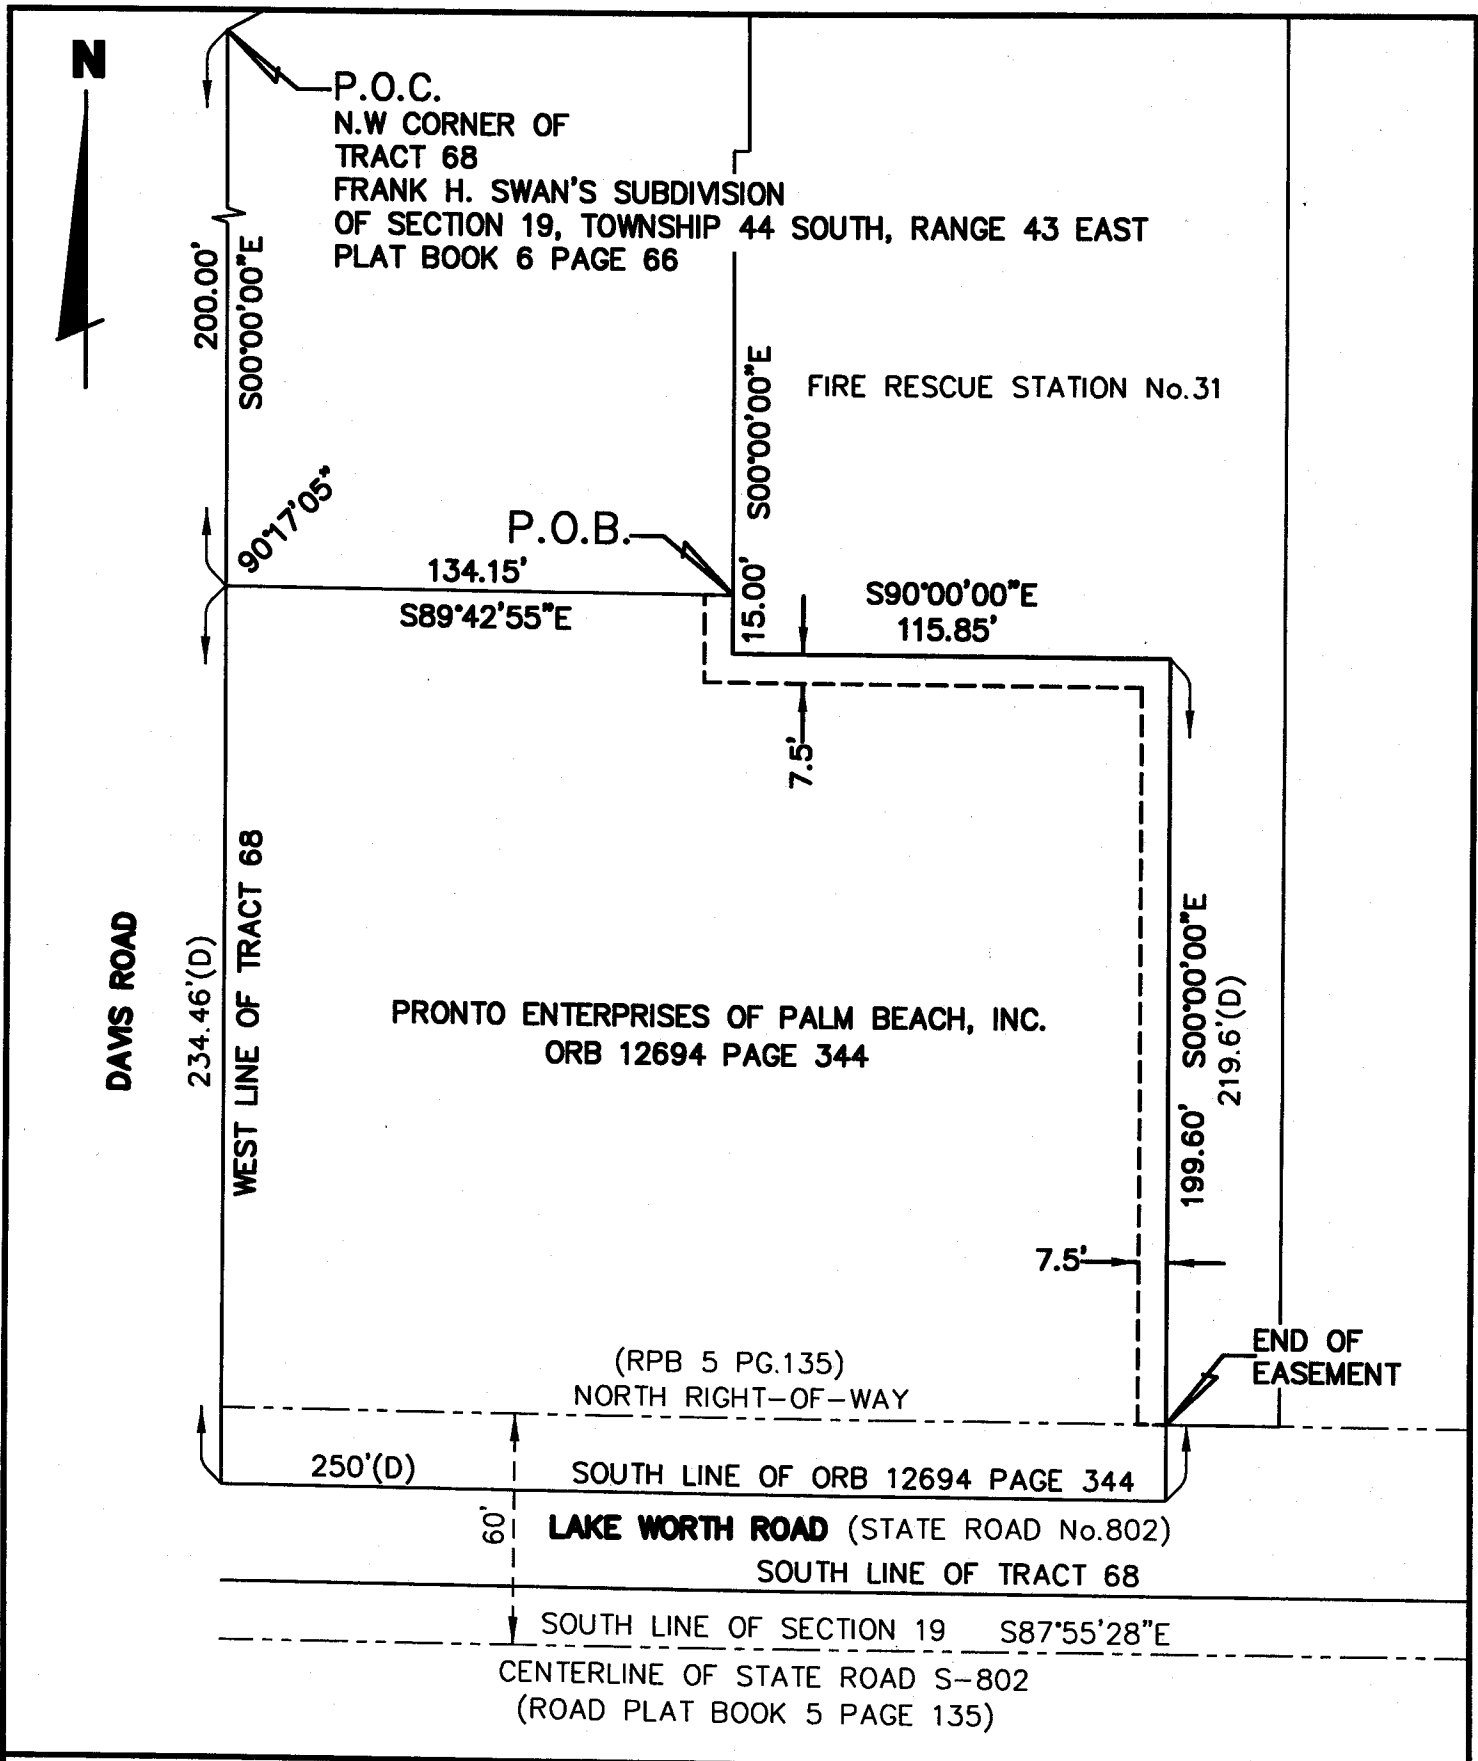 N
P.O.C.
N.W CORNER OF
TRACT 68
FRANK H. SWAN'S SUBDIVISION
OF SECTION 19, TOWNSHIP 44 SOUTH, RANGE 43 EAST
PLAT BOOK 6 PAGE 66
200.00'
S00°00'00"E
S00°00'00"E
FIRE RESCUE STATION No.31
90°17'05"
P.O.B.
134.15'
S89°42'55"E
15.00'
S90°00'00"E
115.85'
7.5'
DAVIS ROAD
234.46'(D)
WEST LINE OF TRACT 68
PRONTO ENTERPRISES OF PALM BEACH, INC.
ORB 12694 PAGE 344
199.60' S00°00'00"E
219.6'(D)
7.5'
END OF
EASEMENT
(RPB 5 PG.135)
NORTH RIGHT-OF-WAY
250'(D)
SOUTH LINE OF ORB 12694 PAGE 344
60'
LAKE WORTH ROAD (STATE ROAD No.802)
SOUTH LINE OF TRACT 68
SOUTH LINE OF SECTION 19 S87°55'28"E
CENTERLINE OF STATE ROAD S-802
(ROAD PLAT BOOK 5 PAGE 135)